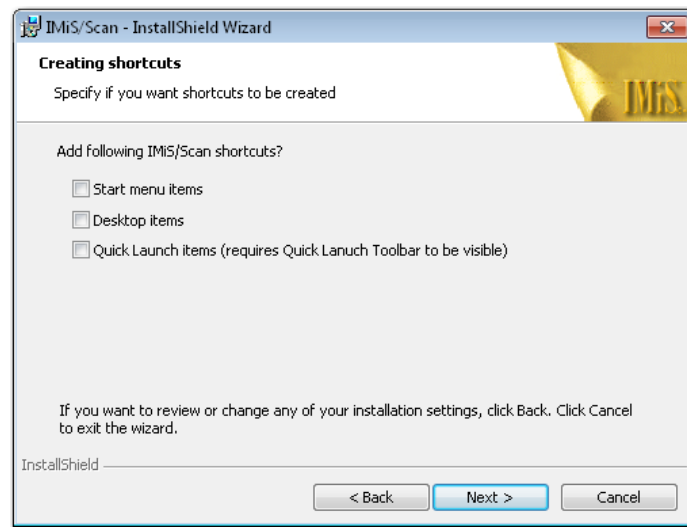 IMiS/Scan - InstallShield Wizard
Creating shortcuts
Specify if you want shortcuts to be created
IMiS
Add following IMiS/Scan shortcuts?
Start menu items
Desktop items
Quick Launch items (requires Quick Lanuch Toolbar to be visible)
If you want to review or change any of your installation settings, click Back. Click Cancel
to exit the wizard.
InstallShield
< Back
Next >
Cancel